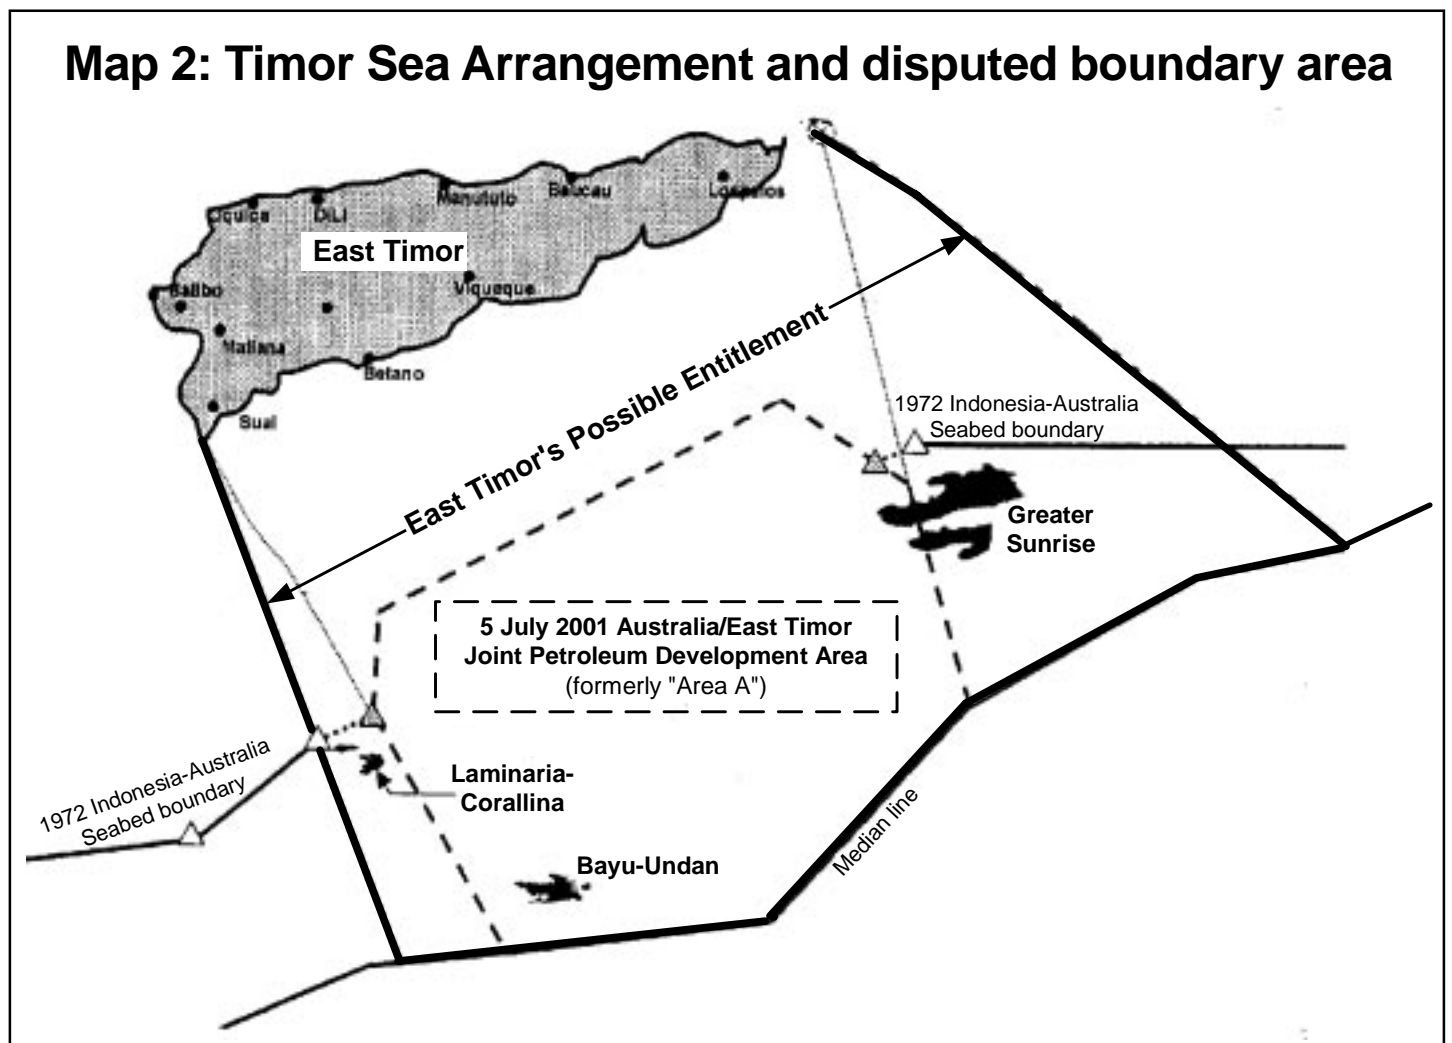 Map 2: Timor Sea Arrangement and disputed boundary area
Manututo
Baucau
Lospalos
Liquica
DiLI
East Timor
Viqueque
Balibo
Maliana
Betano
Suai
East Timor's Possible Entitlement
1972 Indonesia-Australia
Seabed boundary
Greater
Sunrise
5 July 2001 Australia/East Timor
Joint Petroleum Development Area
(formerly "Area A")
1972 Indonesia-Australia
Seabed boundary
Laminaria-
Corallina
Bayu-Undan
Median line